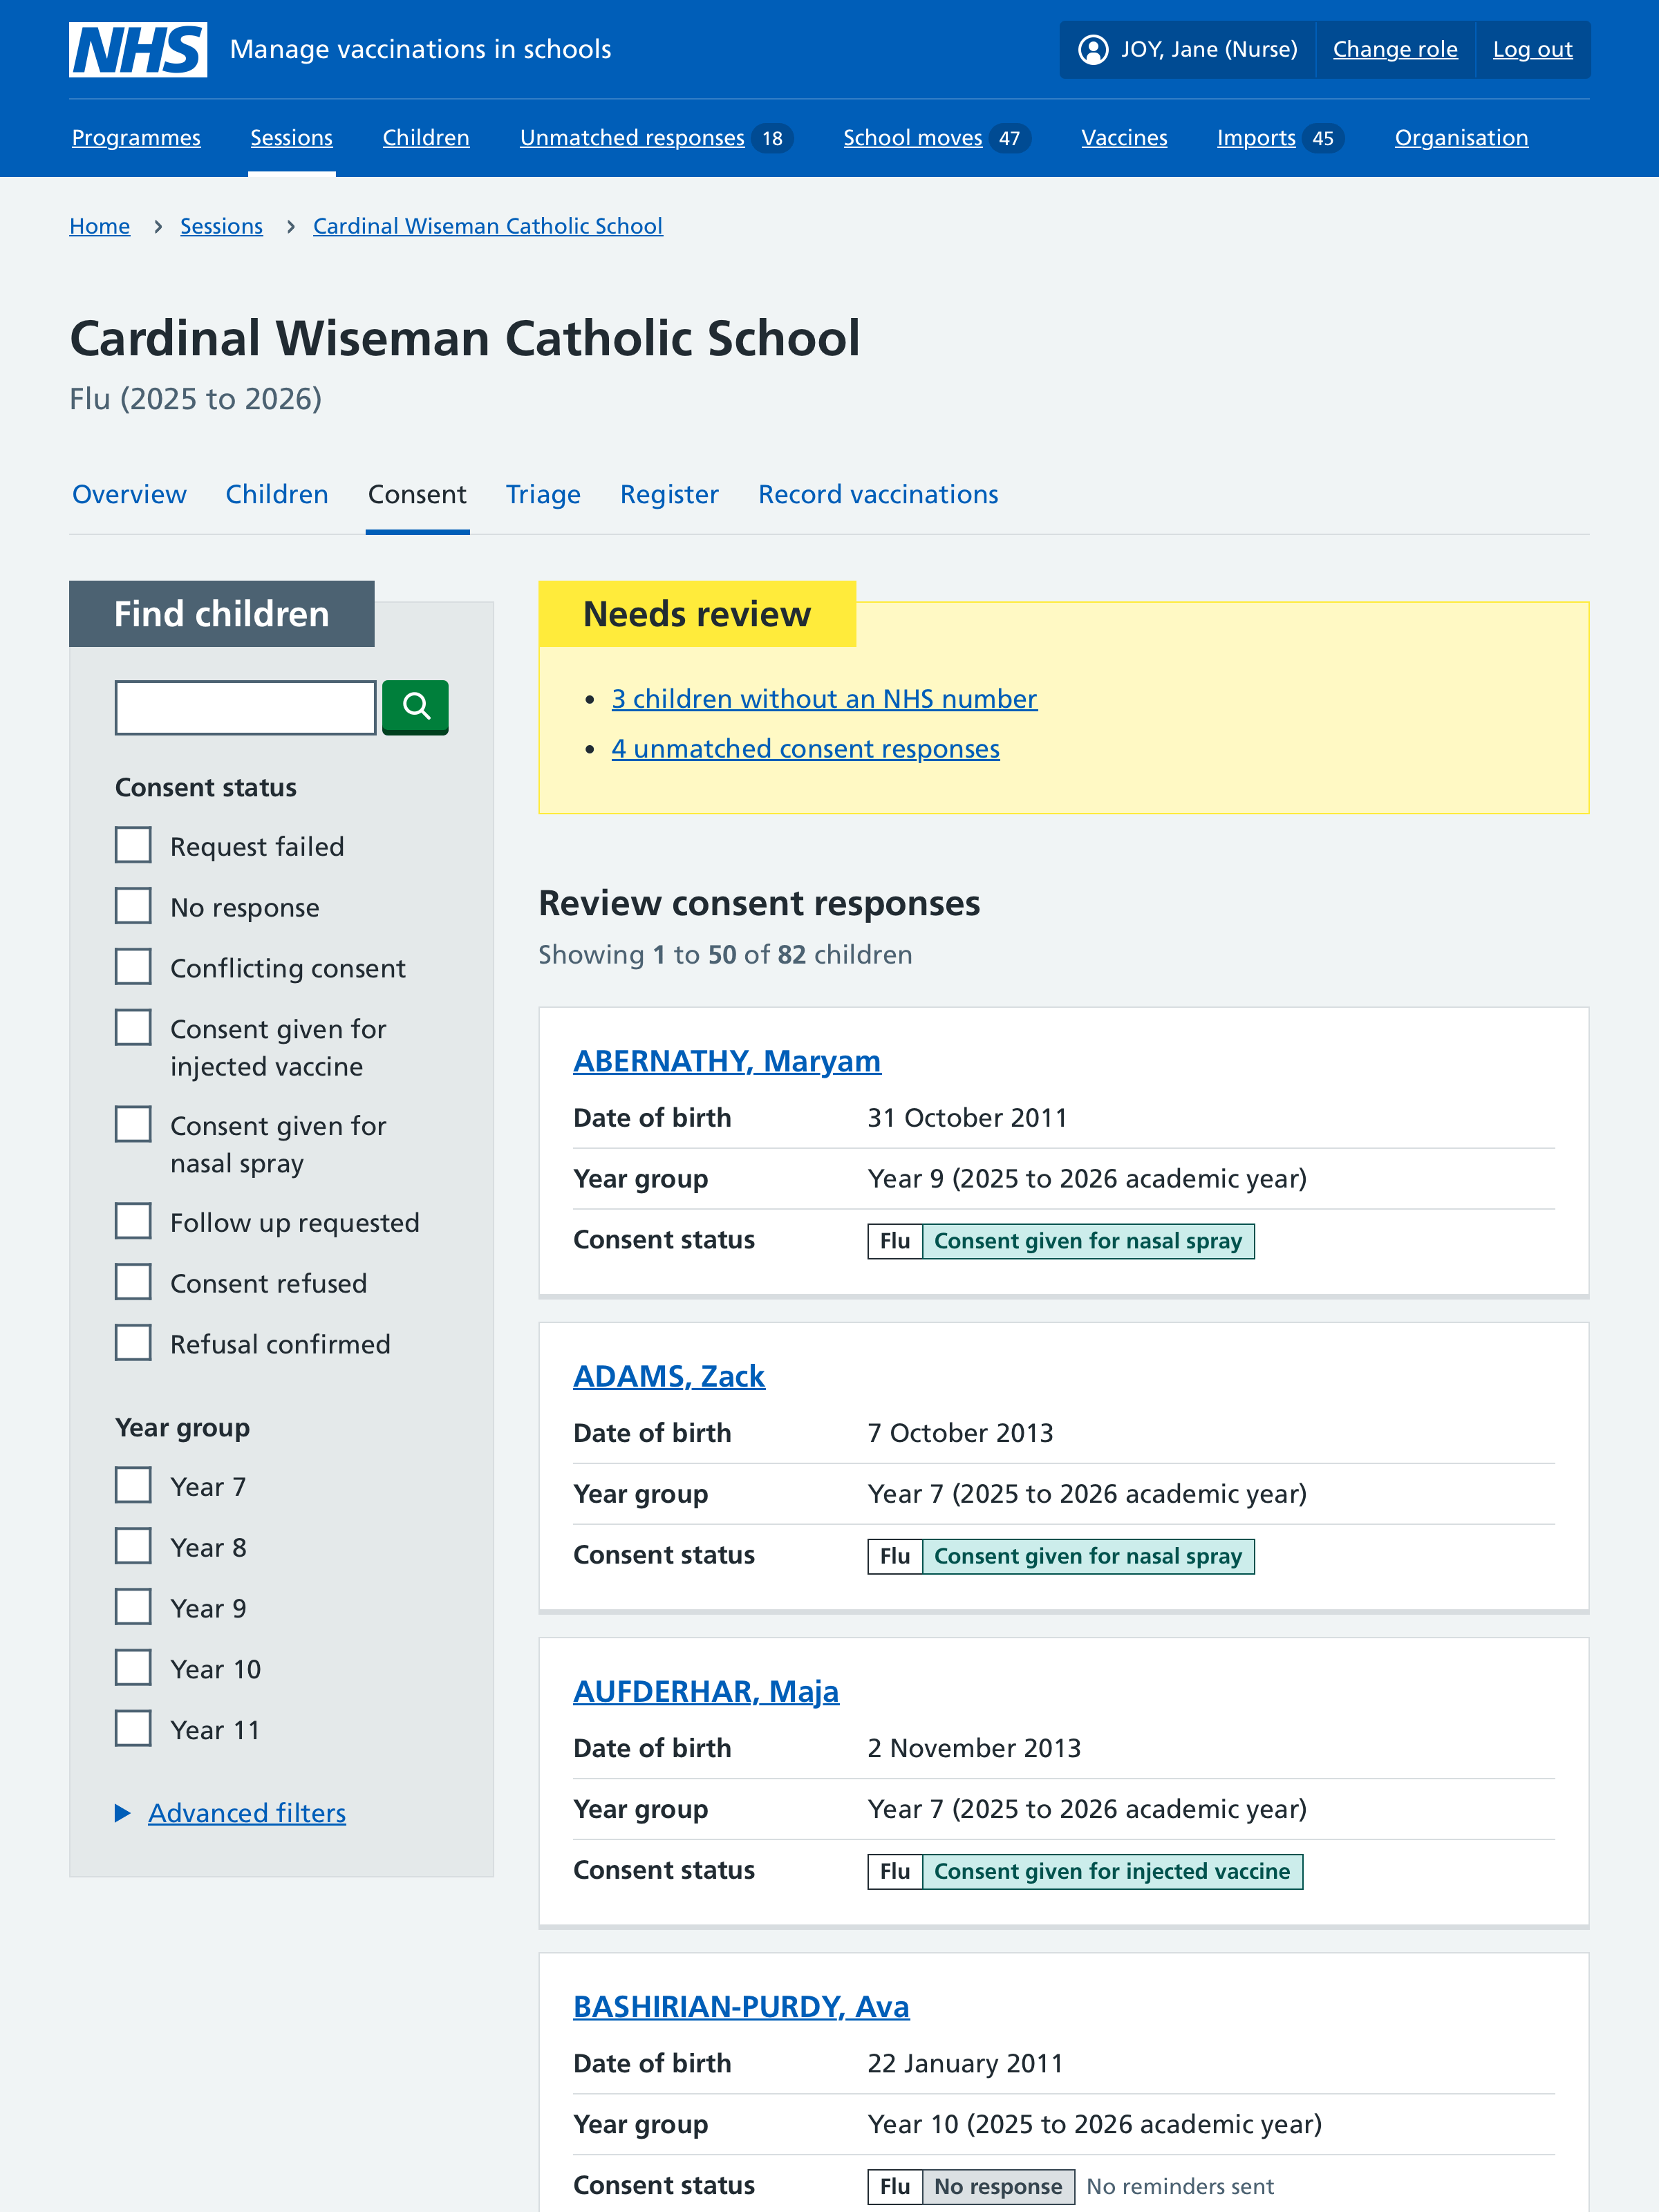 NHS Manage vaccinations in schools JOY, Jane (Nurse) Change role Log out
Programmes Sessions Children Unmatched responses 18 School moves 47 Vaccines Imports 45 Organisation
Home Sessions Cardinal Wiseman Catholic School
Cardinal Wiseman Catholic School
Flu (2025 to 2026)
Overview Children Consent Triage Register Record vaccinations
Find children
Consent status
Request failed
No response
Conflicting consent
Consent given for
injected vaccine
Consent given for
nasal spray
Follow up requested
Consent refused
Refusal confirmed
Year group
Year 7
Year 8
Year 9
Year 10
Year 11
Advanced filters
Needs review
• 3 children without an NHS number
• 4 unmatched consent responses
Review consent responses
Showing 1 to 50 of 82 children
ABERNATHY, Maryam
Date of birth 31 October 2011
Year group Year 9 (2025 to 2026 academic year)
Consent status Flu Consent given for nasal spray
ADAMS, Zack
Date of birth 7 October 2013
Year group Year 7 (2025 to 2026 academic year)
Consent status Flu Consent given for nasal spray
AUFDERHAR, Maja
Date of birth 2 November 2013
Year group Year 7 (2025 to 2026 academic year)
Consent status Flu Consent given for injected vaccine
BASHIRIAN-PURDY, Ava
Date of birth 22 January 2011
Year group Year 10 (2025 to 2026 academic year)
Consent status Flu No response No reminders sent